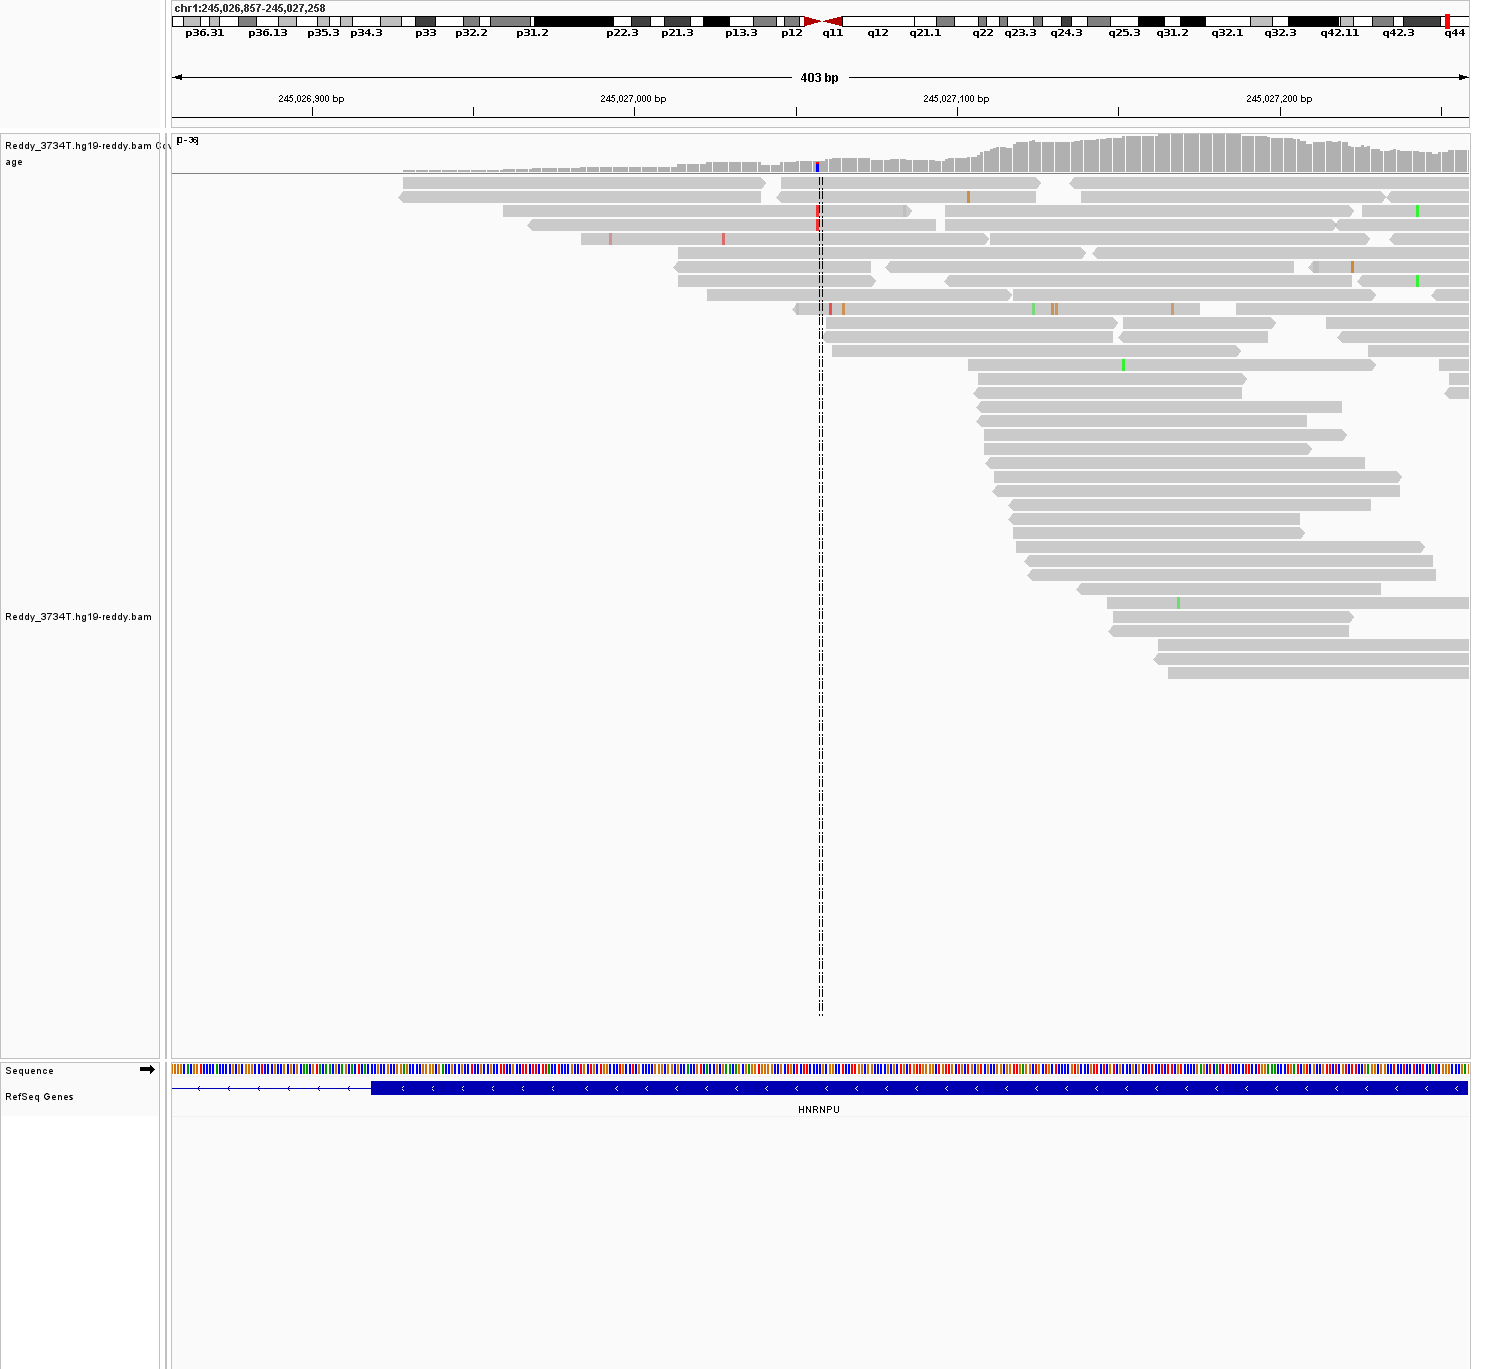 chr1:245,026,857-245,027,258
p36.31 p36.13 p35.3 p34.3 p33 p32.2 p31.2 p22.3 p21.3 p13.3 p12 q11 q12 q21.1 q22 q23.3 q24.3 q25.3 q31.2 q32.1 q32.3 q42.11 q42.3 q44
403 bp
245,026,900 bp 245,027,000 bp 245,027,100 bp 245,027,200 bp
Reddy_3734T.hg19-reddy.bam Cov
age
[0-36]
Reddy_3734T.hg19-reddy.bam
Sequence
RefSeq Genes
HNRNPU